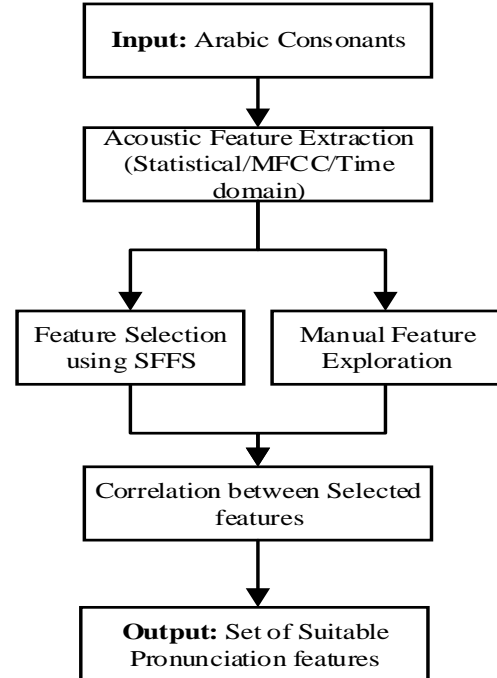 Input: Arabic Consonants
Acoustic Feature Extraction
(Statistical/MFCC/Time
domain)
Feature Selection
using SFFS
Manual Feature
Exploration
Correlation between Selected
features
Output: Set of Suitable
Pronunciation features